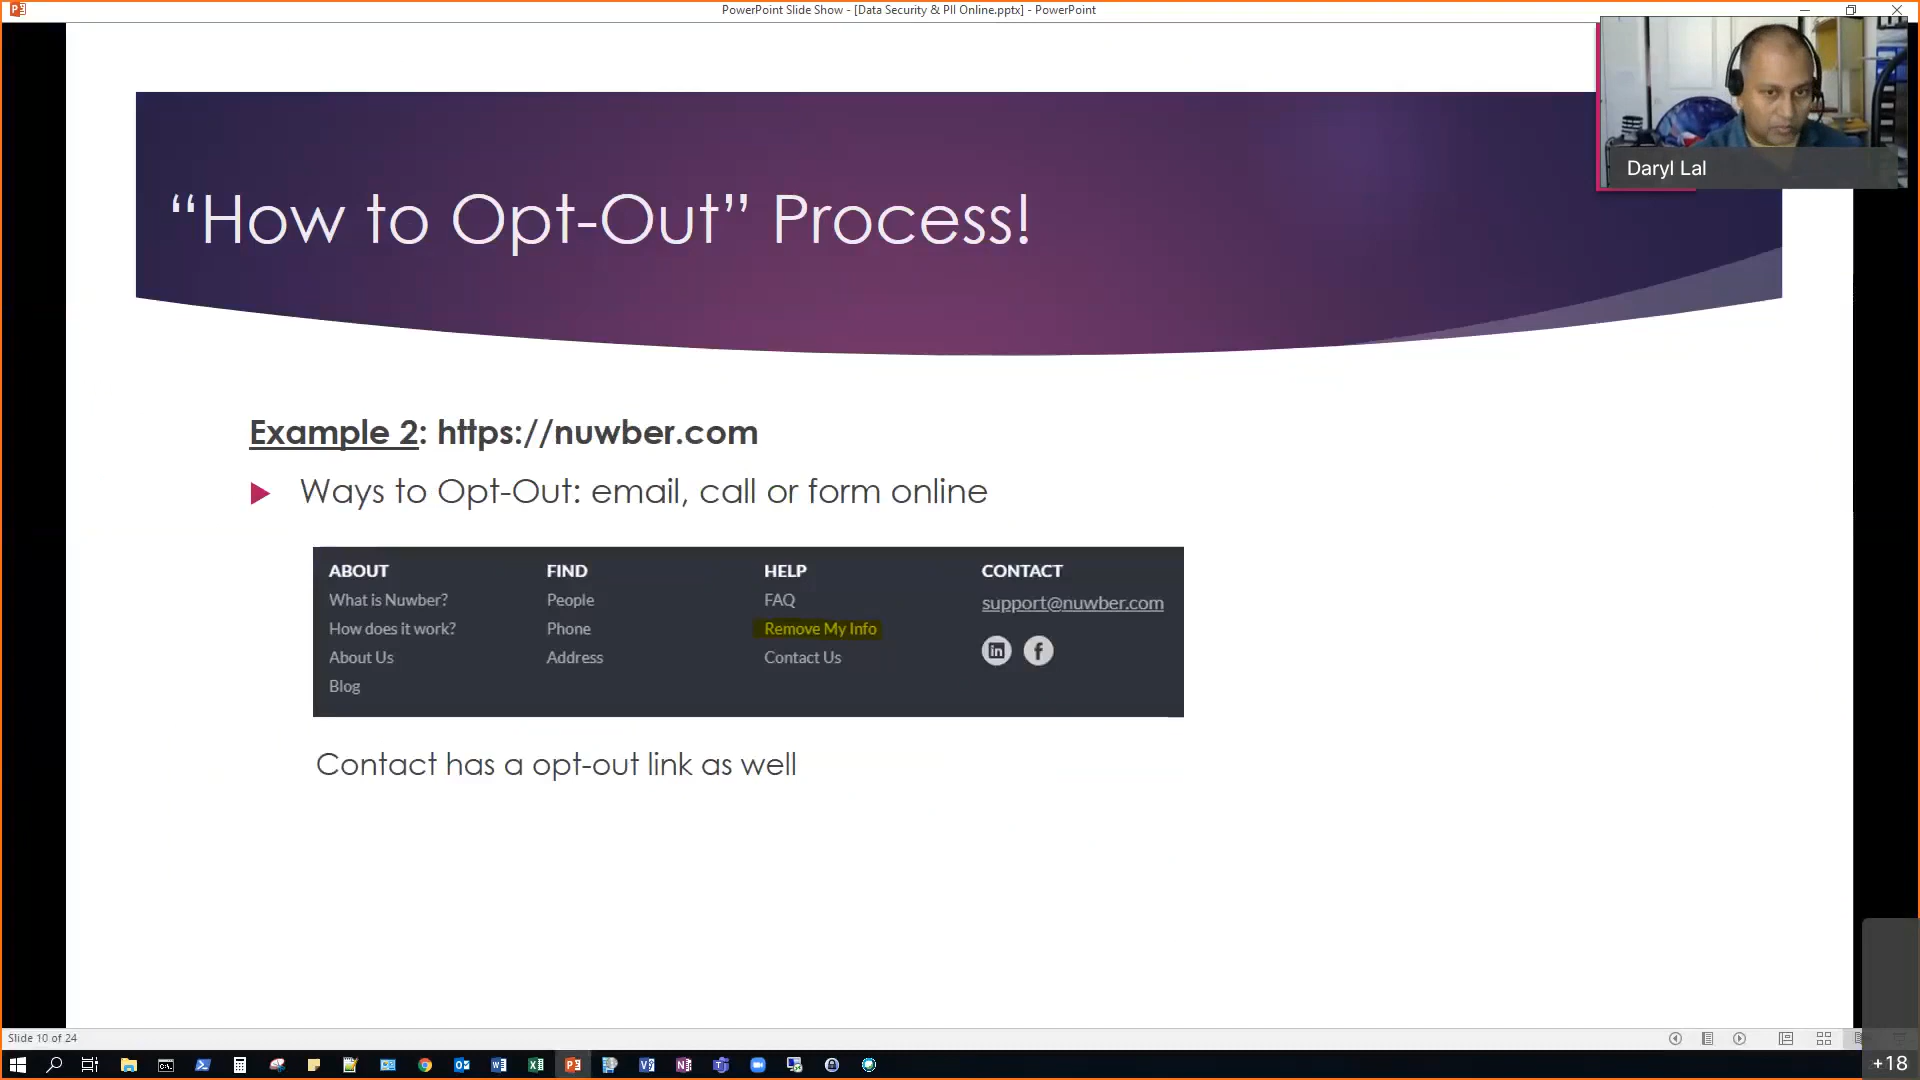 PowerPoint Slide Show - [Data Security & PII Online.pptx] - PowerPoint
Daryl Lal
“How to Opt-Out” Process!
Example 2: https://nuwber.com
Ways to Opt-Out: email, call or form online
ABOUT
What is Nuwber?
How does it work?
About Us
Blog
FIND
People
Phone
Address
HELP
FAQ
Remove My Info
Contact Us
CONTACT
support@nuwber.com
Contact has a opt-out link as well
Slide 10 of 24
+18